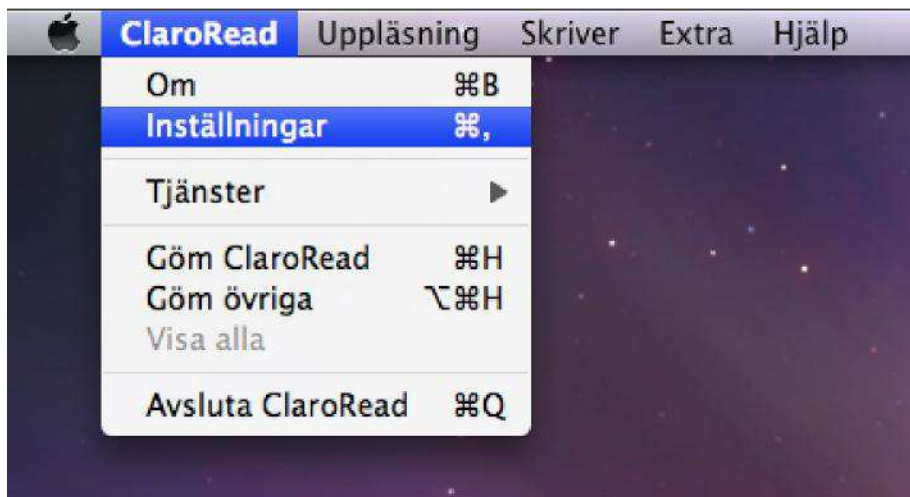 ClaroRead Uppläsning Skriver Extra Hjälp
Om ⌘B
Inställningar ⌘,
Tjänster ▶
Göm ClaroRead ⌘H
Göm övriga ⌥⌘H
Visa alla
Avsluta ClaroRead ⌘Q